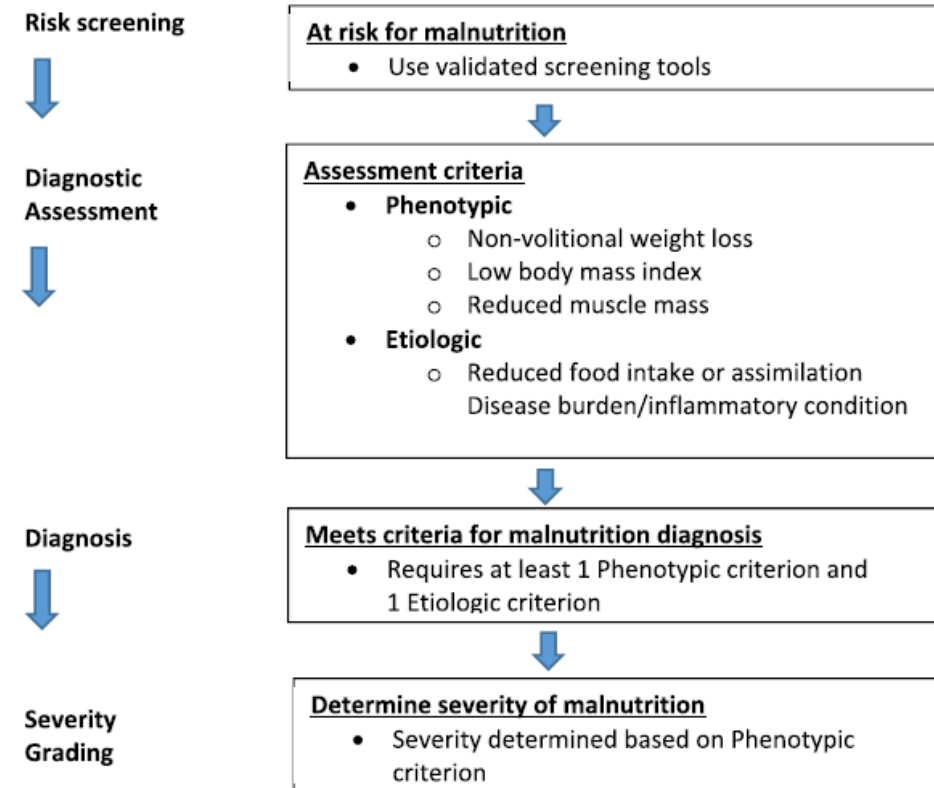 Risk screening
At risk for malnutrition
• Use validated screening tools
Diagnostic
Assessment
Assessment criteria
• Phenotypic
o Non-volitional weight loss
o Low body mass index
o Reduced muscle mass
• Etiologic
o Reduced food intake or assimilation
Disease burden/inflammatory condition
Diagnosis
Meets criteria for malnutrition diagnosis
• Requires at least 1 Phenotypic criterion and
1 Etiologic criterion
Severity
Grading
Determine severity of malnutrition
• Severity determined based on Phenotypic
criterion